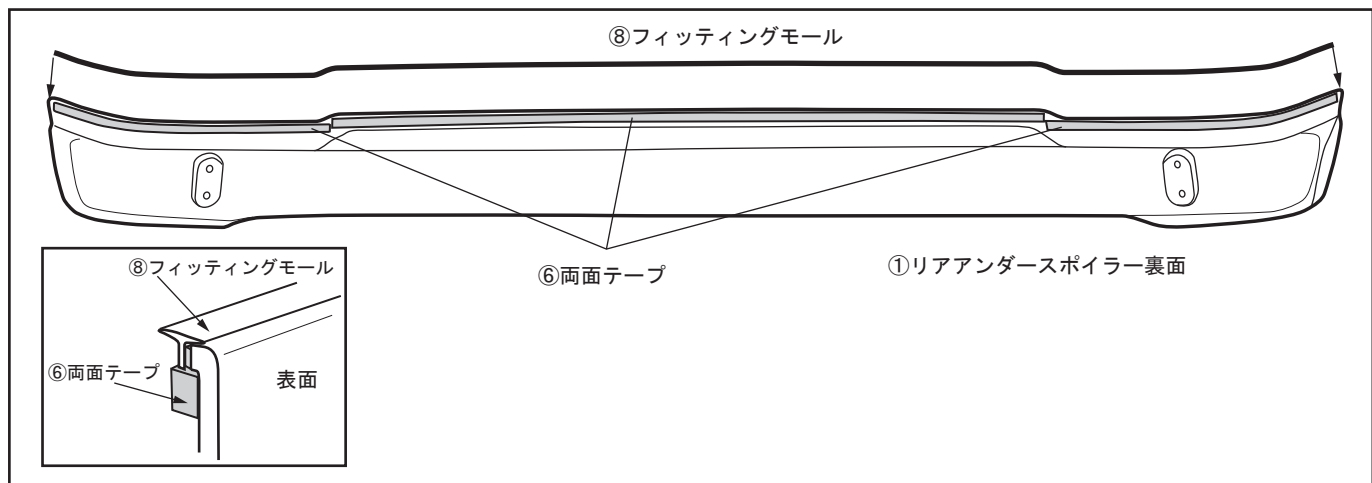 ⑧フィッティングモール
⑥両面テープ
①リアアンダースポイラー裏面
⑧フィッティングモール
⑥両面テープ
表面